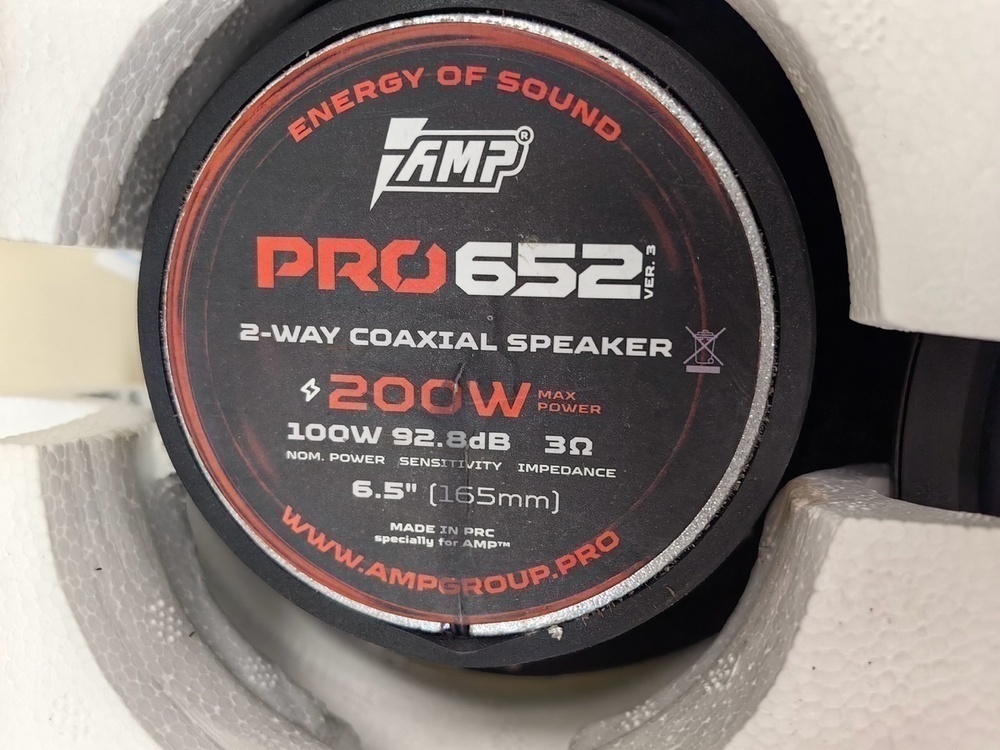 ENERGY OF SOUND
AMP®
PRO652 VER. 3
2-WAY COAXIAL SPEAKER
200W MAX POWER
100W 92.8dB 3Ω
NOM. POWER SENSITIVITY IMPEDANCE
6.5" (165mm)
MADE IN PRC
specially for AMP™
WWW.AMPGROUP.PRO